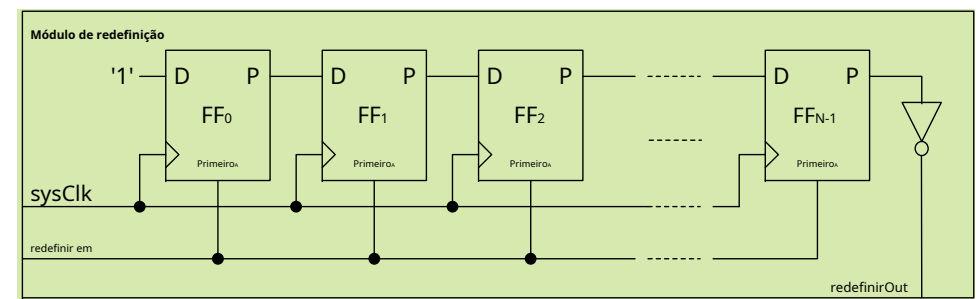 Módulo de redefinição
'1' D P D P D P D P
FF0 FF1 FF2 FFN-1
PrimeiroA PrimeiroA PrimeiroA PrimeiroA
sysClk
redefinir em
redefinirOut